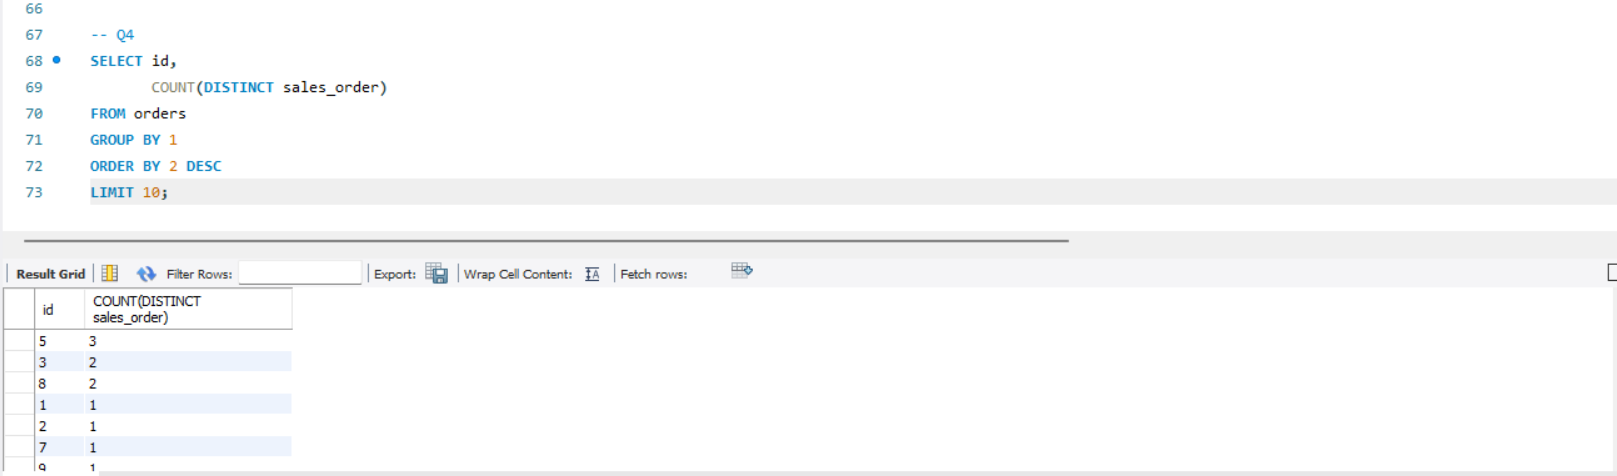 66
67 -- Q4
68 SELECT id,
69 COUNT(DISTINCT sales_order)
70 FROM orders
71 GROUP BY 1
72 ORDER BY 2 DESC
73 LIMIT 10;
Result Grid Filter Rows: Export: Wrap Cell Content: IA Fetch rows:
id COUNT(DISTINCT
sales_order)
5 3
3 2
8 2
1 1
2 1
7 1
9 1